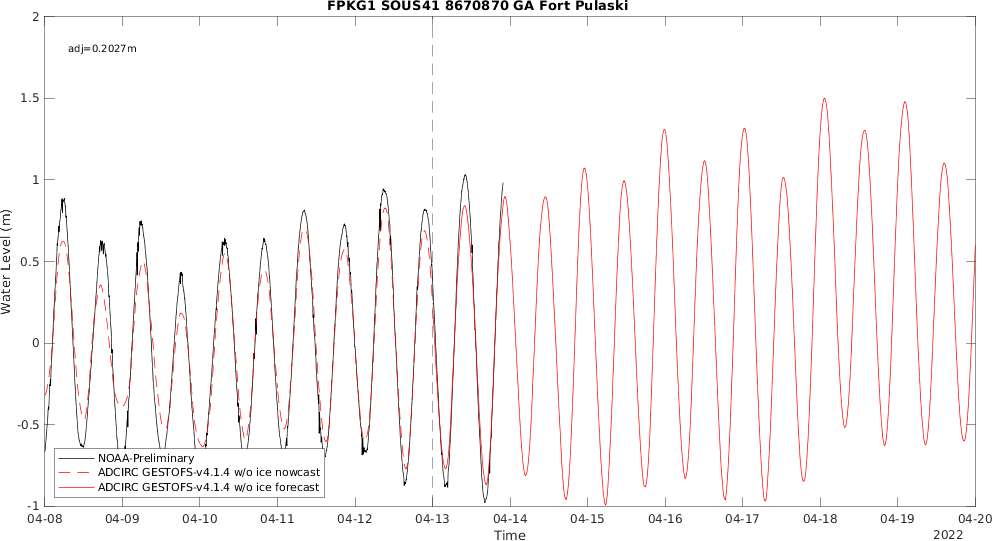 FPKG1 SOUS41 8670870 GA Fort Pulaski
adj=0.2027m
Water Level (m)
2
1.5
1
0.5
0
-0.5
-1
NOAA-Preliminary
ADCIRC GESTOFS-v4.1.4 w/o ice nowcast
ADCIRC GESTOFS-v4.1.4 w/o ice forecast
04-08 04-09 04-10 04-11 04-12 04-13 04-14 04-15 04-16 04-17 04-18 04-19 04-20
Time
2022